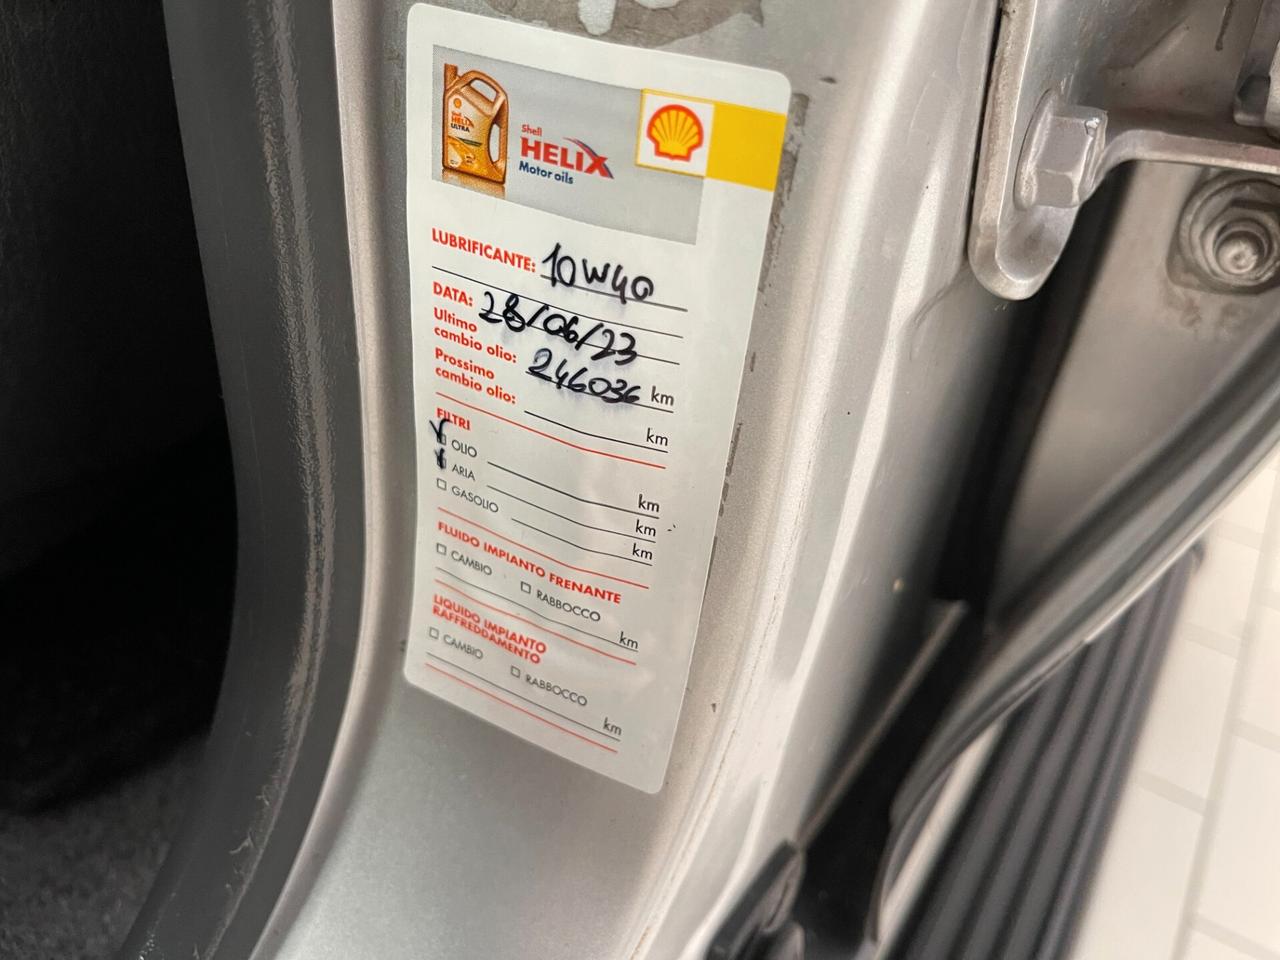 Shell
HELIX
ULTRA
Shell
HELIX
Motor oils
LUBRIFICANTE: 10W40
DATA: 28/06/23
Ultimo
cambio olio: 246036 km
Prossimo
cambio olio: km
FILTRI
OLIO km
ARIA km
GASOLIO km
FLUIDO IMPIANTO FRENANTE
CAMBIO RABBOCCO
km
LIQUIDO IMPIANTO
RAFFREDDAMENTO
CAMBIO RABBOCCO
km